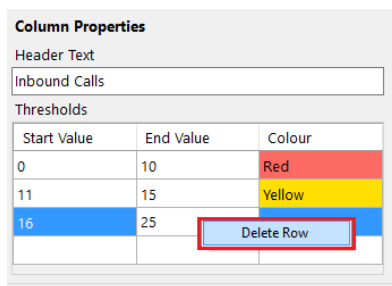 Column Properties
Header Text
Inbound Calls
Thresholds
Start Value End Value Colour
0 10 Red
11 15 Yellow
16 25
Delete Row